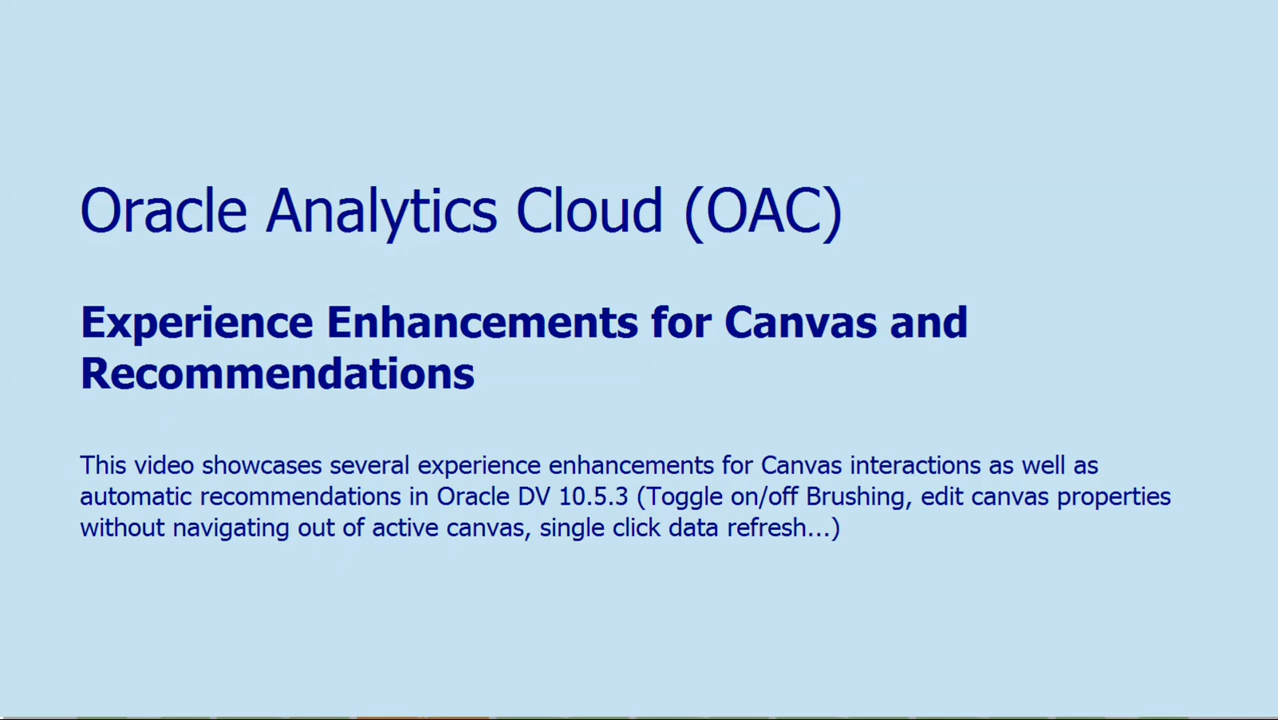 Oracle Analytics Cloud (OAC)
Experience Enhancements for Canvas and
Recommendations
This video showcases several experience enhancements for Canvas interactions as well as
automatic recommendations in Oracle DV 10.5.3 (Toggle on/off Brushing, edit canvas properties
without navigating out of active canvas, single click data refresh...)